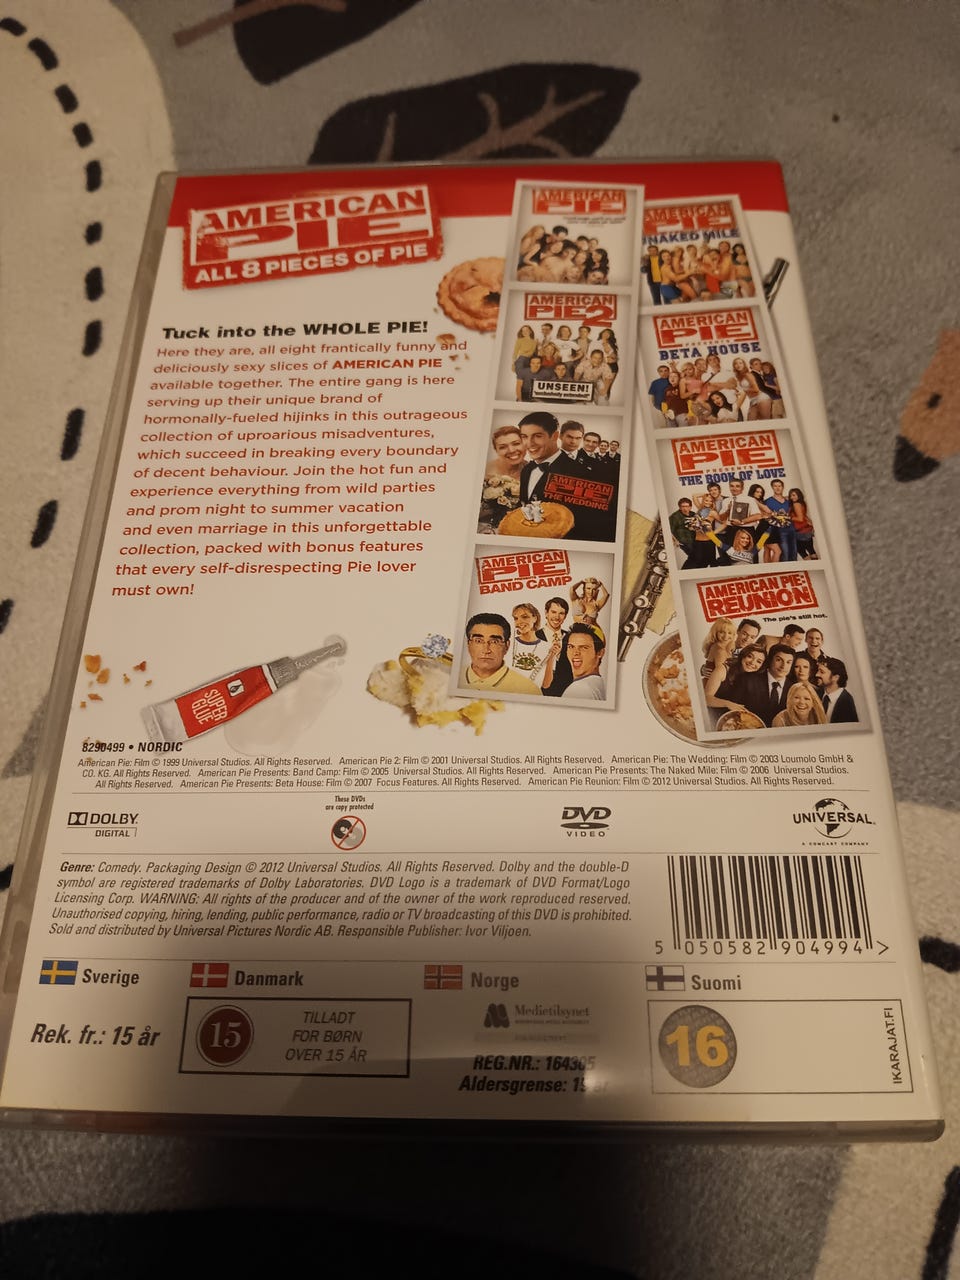 AMERICAN
PIE
ALL 8 PIECES OF PIE
Tuck into the WHOLE PIE!
Here they are, all eight frantically funny and
deliciously sexy slices of AMERICAN PIE
available together. The entire gang is here
serving up their unique brand of
hormonally-fueled hijinks in this outrageous
collection of uproarious misadventures,
which succeed in breaking every boundary
of decent behaviour. Join the hot fun and
experience everything from wild parties
and prom night to summer vacation
and even marriage in this unforgettable
collection, packed with bonus features
that every self-disrespecting Pie lover
must own!
AMERICAN
PIE
AMERICAN
PIE 2
UNSEEN!
AMERICAN
PIE
THE WEDDING
AMERICAN
PIE
BAND CAMP
AMERICAN
PIE
NAKED MILE
AMERICAN
PIE
PRESENTS
BETA HOUSE
AMERICAN
PIE
PRESENTS
THE BOOK OF LOVE
AMERICAN PIE:
REUNION
The pie's still hot.
SUPER
GLUE
8290499 • NORDIC
American Pie: Film © 1999 Universal Studios. All Rights Reserved. American Pie 2: Film © 2001 Universal Studios. All Rights Reserved. American Pie: The Wedding: Film © 2003 Loumolo GmbH &
CO. KG. All Rights Reserved. American Pie Presents: Band Camp: Film © 2005 Universal Studios. All Rights Reserved. American Pie Presents: The Naked Mile: Film © 2006 Universal Studios.
All Rights Reserved. American Pie Presents: Beta House: Film © 2007 Focus Features. All Rights Reserved. American Pie Reunion: Film © 2012 Universal Studios. All Rights Reserved.
DOLBY
DIGITAL
These DVDs
are copy protected
DVD
VIDEO
UNIVERSAL
A COMCAST COMPANY
Genre: Comedy. Packaging Design © 2012 Universal Studios. All Rights Reserved. Dolby and the double-D
symbol are registered trademarks of Dolby Laboratories. DVD Logo is a trademark of DVD Format/Logo
Licensing Corp. WARNING: All rights of the producer and of the owner of the work reproduced reserved.
Unauthorised copying, hiring, lending, public performance, radio or TV broadcasting of this DVD is prohibited.
Sold and distributed by Universal Pictures Nordic AB. Responsible Publisher: Ivor Viljoen.
5 050582 904994 >
Sverige
Danmark
Norge
Suomi
Rek. fr.: 15 år
15
TILLADT
FOR BØRN
OVER 15 ÅR
Medietilsynet
REG.NR.: 164305
Aldersgrense: 15 år
16
IKARAJAT.FI